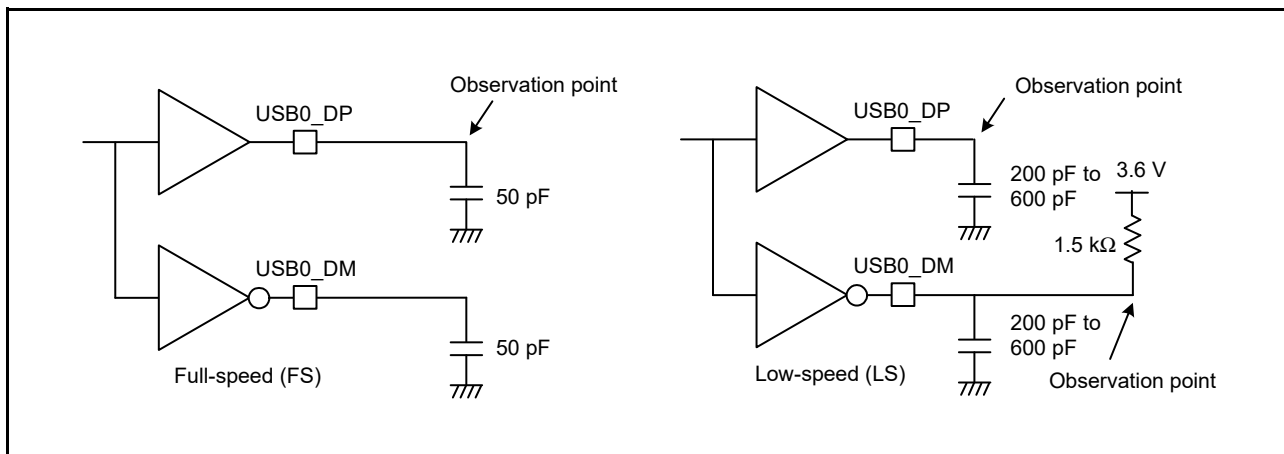 Observation point
USB0_DP
50 pF
USB0_DM
50 pF
Full-speed (FS)
Observation point
USB0_DP
200 pF to
600 pF
3.6 V
1.5 kΩ
USB0_DM
200 pF to
600 pF
Low-speed (LS)
Observation point